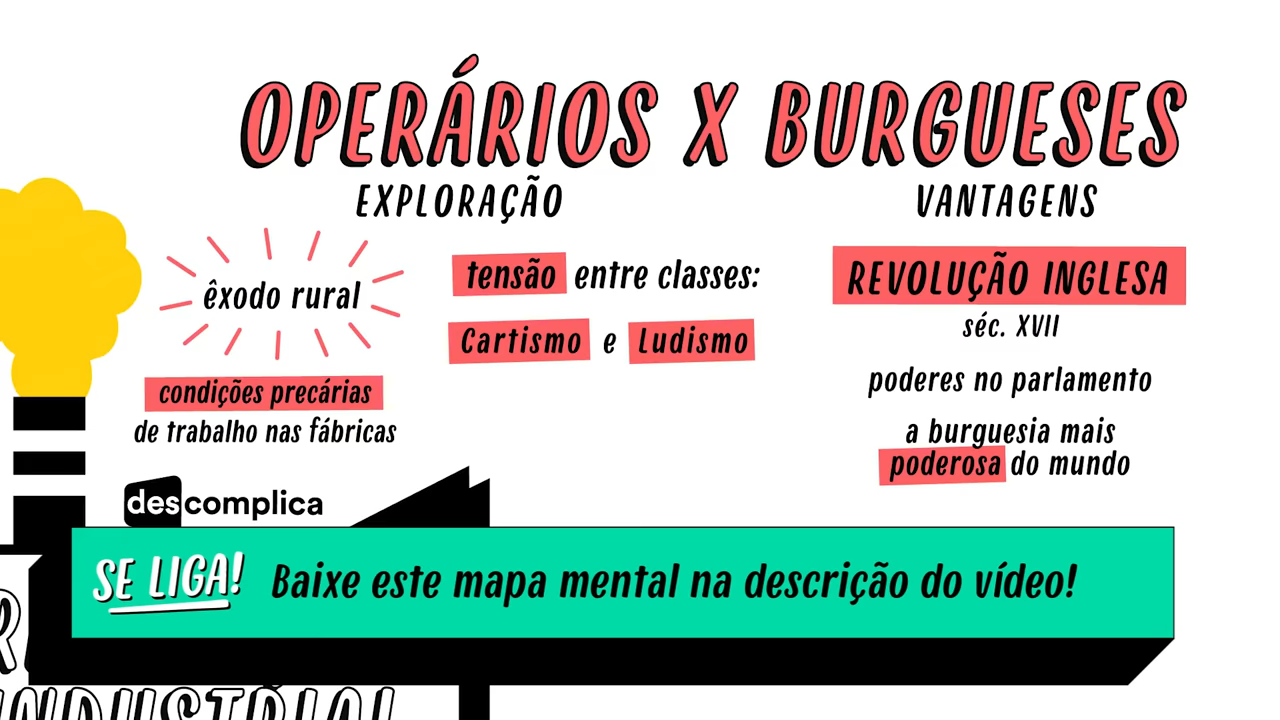 OPERÁRIOS X BURGUESES
EXPLORAÇÃO
êxodo rural
condições precárias
de trabalho nas fábricas
tensão entre classes:
Cartismo e Ludismo
VANTAGENS
REVOLUÇÃO INGLESA
séc. XVII
poderes no parlamento
a burguesia mais
poderosa do mundo
descomplica
SE LIGA! Baixe este mapa mental na descrição do vídeo!
INDUSTRIAL